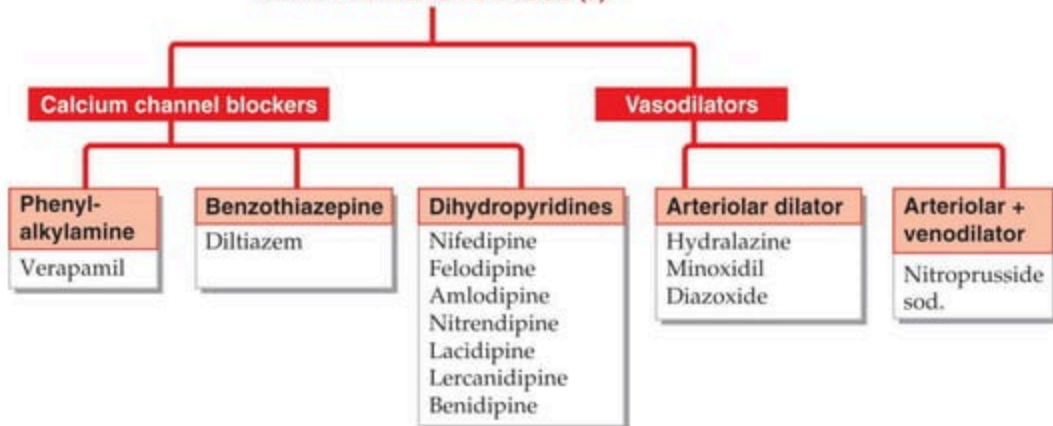 Calcium channel blockers
Vasodilators
Phenyl-
alkylamine
Verapamil
Benzothiazepine
Diltiazem
Dihydropyridines
Nifedipine
Felodipine
Amlodipine
Nitrendipine
Lacidipine
Lercanidipine
Benidipine
Arteriolar dilator
Hydralazine
Minoxidil
Diazoxide
Arteriolar +
venodilator
Nitroprusside
sod.